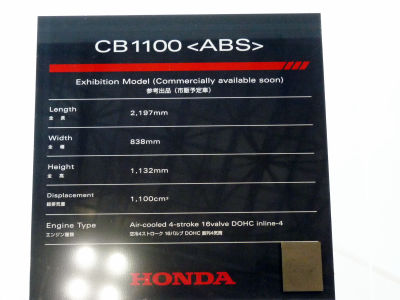 CB1100 <ABS>
Exhibition Model (Commercially available soon)
参考出品（市販予定車）
Length 2,197mm
全 長
Width 838mm
全 幅
Height 1,132mm
全 高
Displacement 1,100cm³
総排気量
Engine Type Air-cooled 4-stroke 16valve DOHC inline-4
エンジン種類 空冷4ストローク 16バルブ DOHC 直列4気筒
HONDA